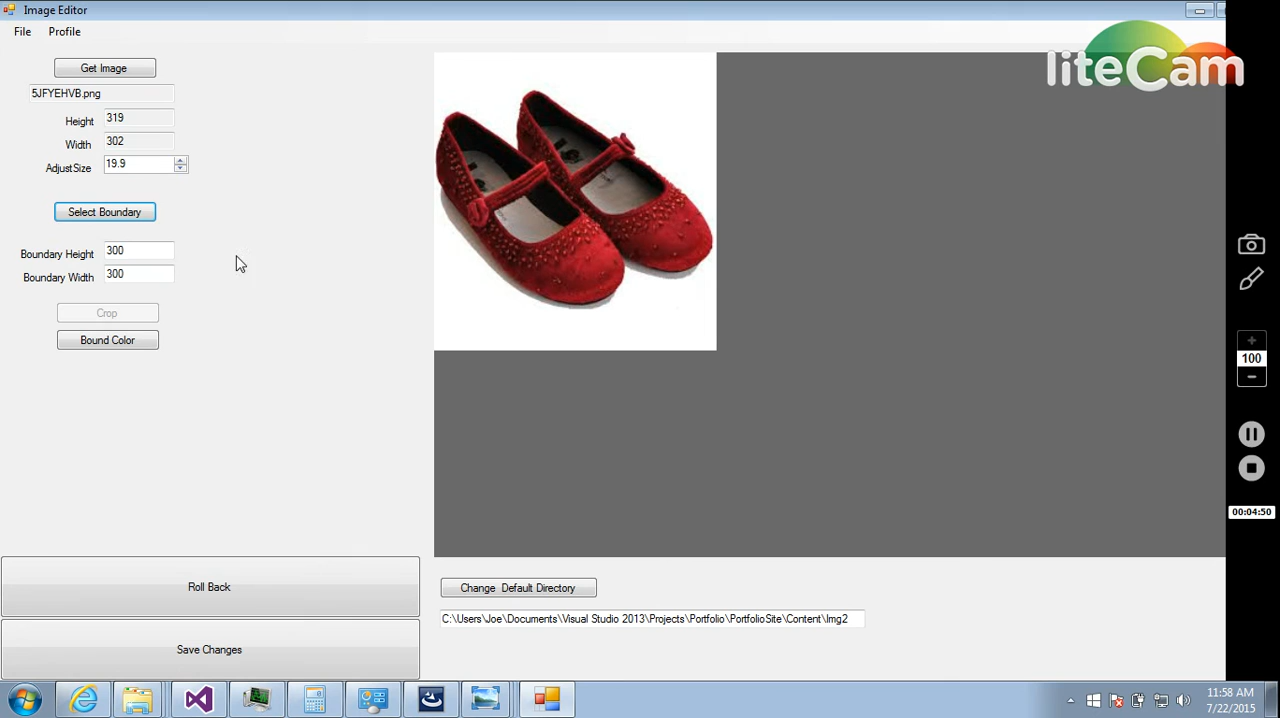 Image Editor
File Profile
liteCam
Get Image
5JFYEHVB.png
Height 319
Width 302
AdjustSize 19.9
Select Boundary
Boundary Height 300
Boundary Width 300
Crop
Bound Color
100
00:04:50
Roll Back
Change Default Directory
C:\Users\Joe\Documents\Visual Studio 2013\Projects\Portfolio\PortfolioSite\Content\Img2
Save Changes
11:58 AM
7/22/2015